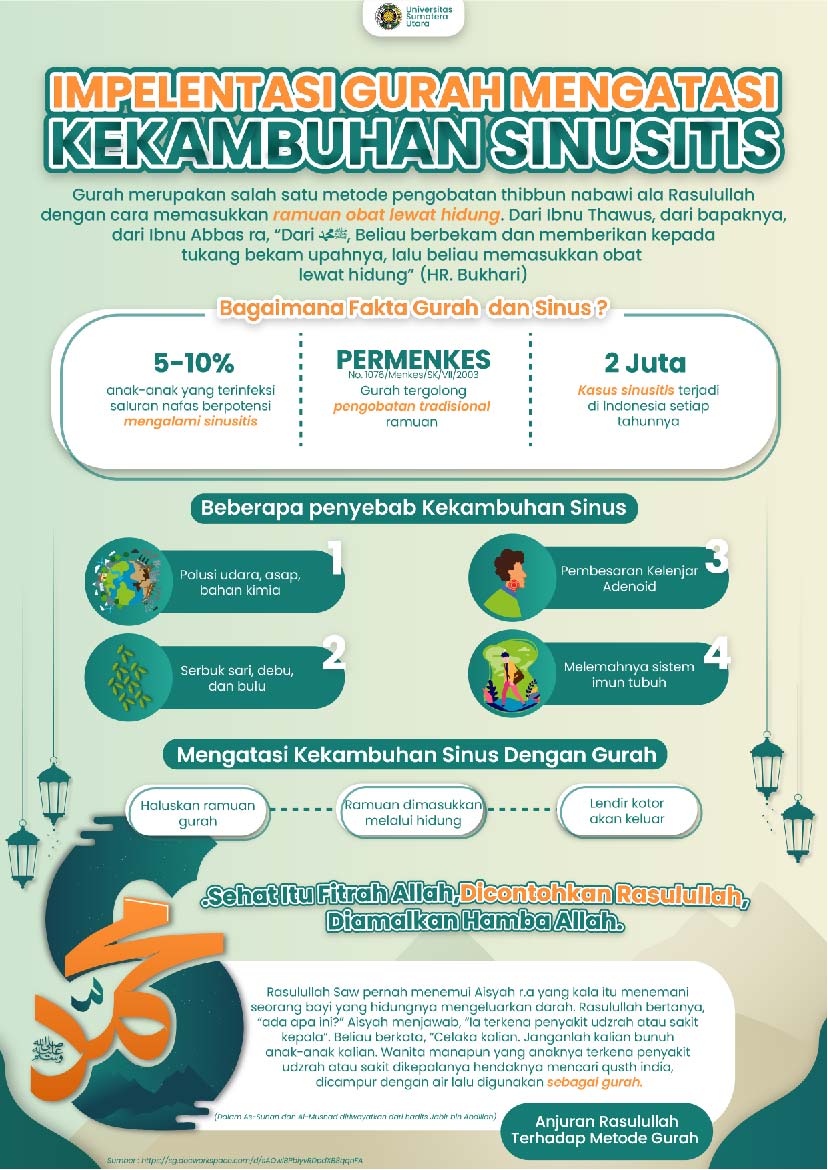 Universitas
Sumatera
Utara
IMPELENTASI GURAH MENGATASI
KEKAMBUHAN SINUSITIS
Gurah merupakan salah satu metode pengobatan thibbun nabawi ala Rasulullah
dengan cara memasukkan ramuan obat lewat hidung. Dari Ibnu Thawus, dari bapaknya,
dari Ibnu Abbas ra, “Dari محمد ﷺ, Beliau berbekam dan memberikan kepada
tukang bekam upahnya, lalu beliau memasukkan obat
lewat hidung” (HR. Bukhari)
Bagaimana Fakta Gurah dan Sinus ?
5-10%
anak-anak yang terinfeksi
saluran nafas berpotensi
mengalami sinusitis
PERMENKES
No. 1076/Menkes/SK/VII/2003
Gurah tergolong
pengobatan tradisional
ramuan
2 Juta
Kasus sinusitis terjadi
di Indonesia setiap
tahunnya
Beberapa penyebab Kekambuhan Sinus
1
Polusi udara, asap,
bahan kimia
2
Serbuk sari, debu,
dan bulu
3
Pembesaran Kelenjar
Adenoid
4
Melemahnya sistem
imun tubuh
Mengatasi Kekambuhan Sinus Dengan Gurah
Haluskan ramuan
gurah
Ramuan dimasukkan
melalui hidung
Lendir kotor
akan keluar
.Sehat Itu Fitrah Allah,Dicontohkan Rasulullah,
Diamalkan Hamba Allah.
محمد
ﷺ
Rasulullah Saw pernah menemui Aisyah r.a yang kala itu menemani
seorang bayi yang hidungnya mengeluarkan darah. Rasulullah bertanya,
“ada apa ini?” Aisyah menjawab, “Ia terkena penyakit udzrah atau sakit
kepala”. Beliau berkata, “Celaka kalian. Janganlah kalian bunuh
anak-anak kalian. Wanita manapun yang anaknya terkena penyakit
udzrah atau sakit dikepalanya hendaknya mencari qusth india,
dicampur dengan air lalu digunakan sebagai gurah.
(Dalam As-Sunan dan Al-Musnad diriwayatkan dari hadits Jabir bin Abdillah)
Anjuran Rasulullah
Terhadap Metode Gurah
Sumber :